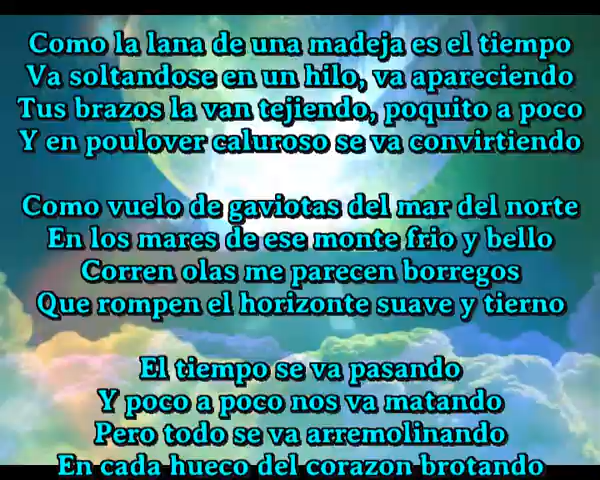 Como la lana de una madeja es el tiempo
Va soltandose en un hilo, va apareciendo
Tus brazos la van tejiendo, poquito a poco
Y en poulover caluroso se va convirtiendo
Como vuelo de gaviotas del mar del norte
En los mares de ese monte frio y bello
Corren olas me parecen borregos
Que rompen el horizonte suave y tierno
El tiempo se va pasando
Y poco a poco nos va matando
Pero todo se va arremolinando
En cada hueco del corazon brotando